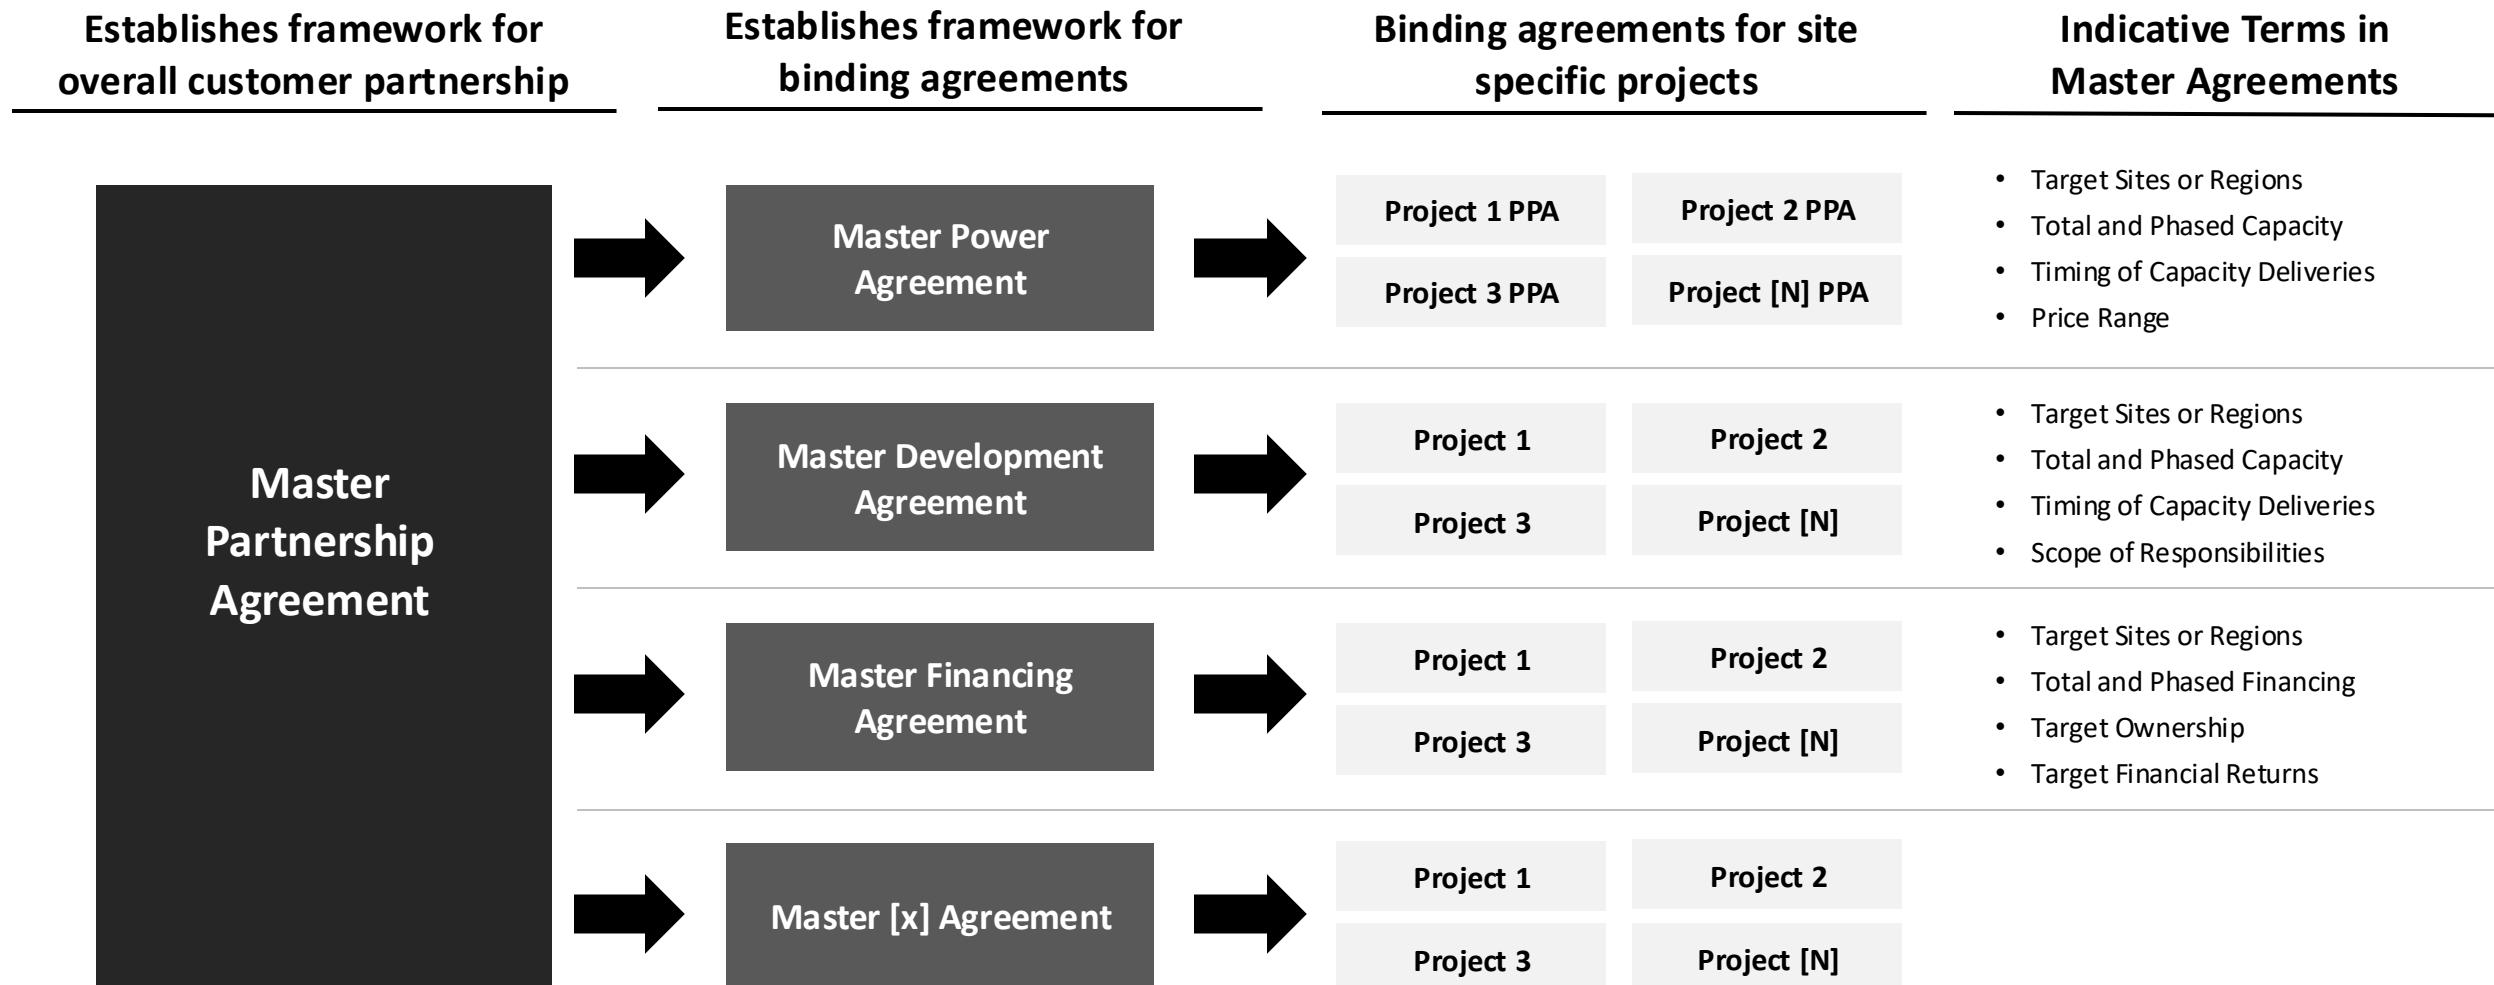 Establishes framework for
overall customer partnership
Establishes framework for
binding agreements
Binding agreements for site
specific projects
Indicative Terms in
Master Agreements
Master
Partnership
Agreement
Master Power
Agreement
Project 1 PPA
Project 2 PPA
Project 3 PPA
Project [N] PPA
• Target Sites or Regions
• Total and Phased Capacity
• Timing of Capacity Deliveries
• Price Range
Master Development
Agreement
Project 1
Project 2
Project 3
Project [N]
• Target Sites or Regions
• Total and Phased Capacity
• Timing of Capacity Deliveries
• Scope of Responsibilities
Master Financing
Agreement
Project 1
Project 2
Project 3
Project [N]
• Target Sites or Regions
• Total and Phased Financing
• Target Ownership
• Target Financial Returns
Master [x] Agreement
Project 1
Project 2
Project 3
Project [N]